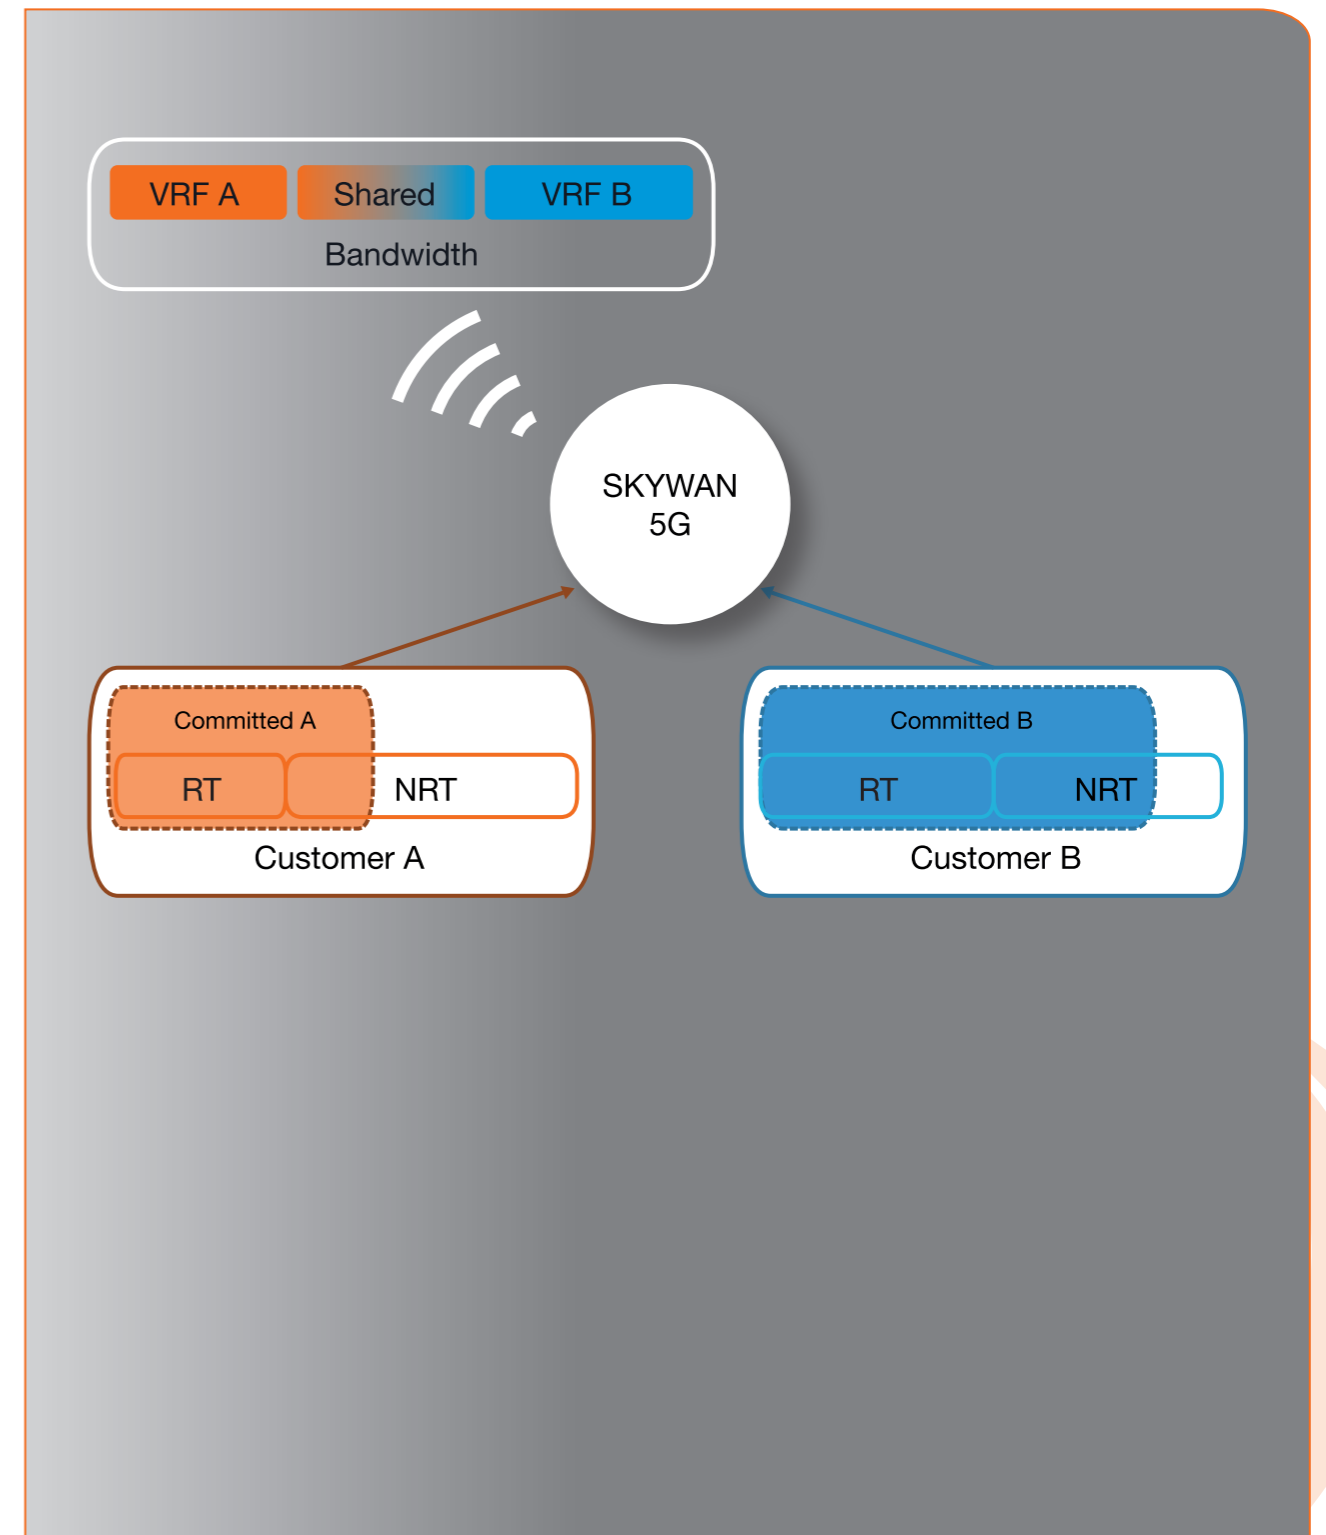 VRF A Shared VRF B
Bandwidth
SKYWAN
5G
Committed A
RT NRT
Customer A
Committed B
RT NRT
Customer B